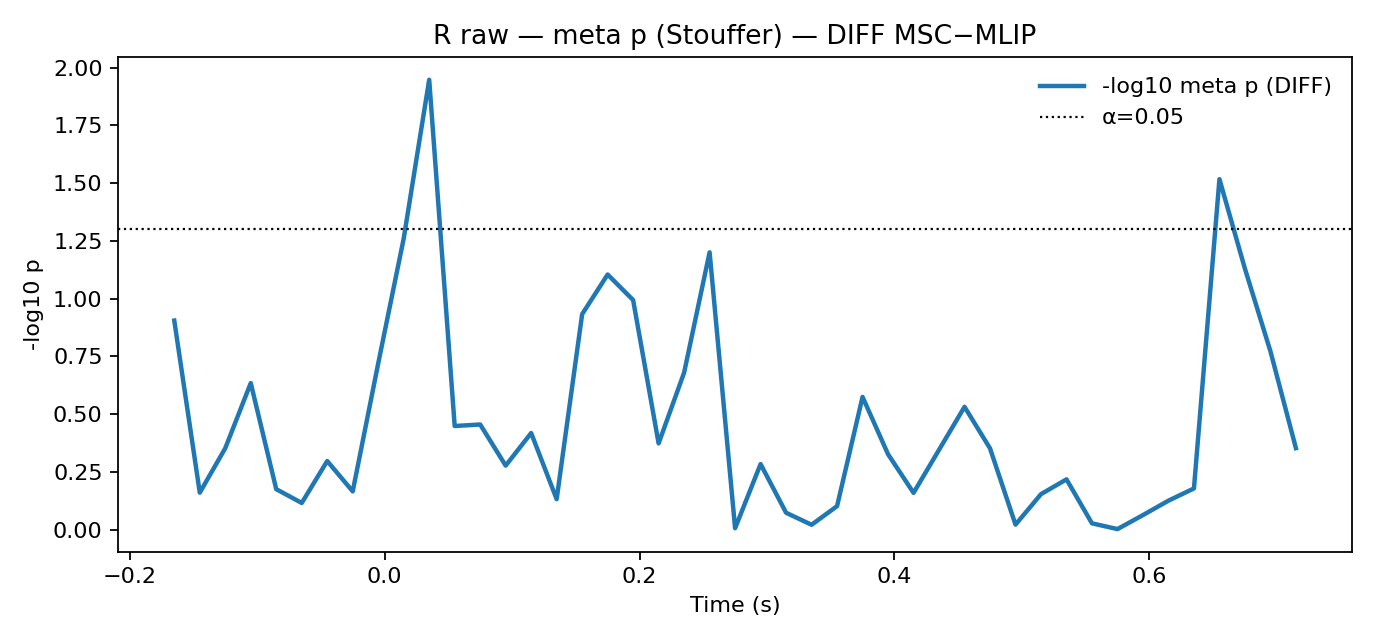 R raw — meta p (Stouffer) — DIFF MSC−MLIP
-log10 meta p (DIFF)
α=0.05
2.00
1.75
1.50
1.25
1.00
0.75
0.50
0.25
0.00
-log10 p
−0.2
0.0
0.2
0.4
0.6
Time (s)